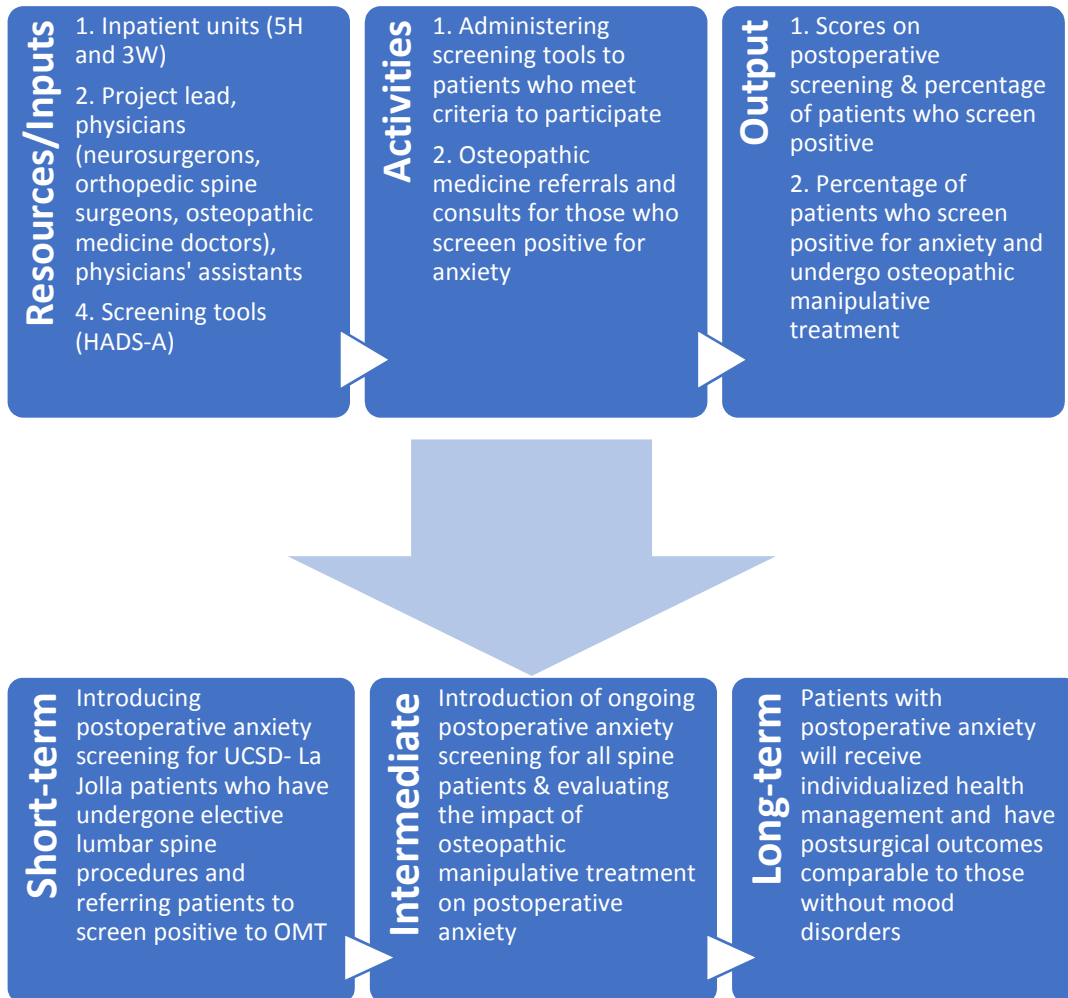 Resources/Inputs
1. Inpatient units (5H
and 3W)
2. Project lead,
physicians
(neurosurgerons,
orthopedic spine
surgeons, osteopathic
medicine doctors),
physicians' assistants
4. Screening tools
(HADS-A)
Activities
1. Administering
screening tools to
patients who meet
criteria to participate
2. Osteopathic
medicine referrals and
consults for those who
screeen positive for
anxiety
Output
1. Scores on
postoperative
screening & percentage
of patients who screen
positive
2. Percentage of
patients who screen
positive for anxiety and
undergo osteopathic
manipulative
treatment
Short-term
Introducing
postoperative anxiety
screening for UCSD- La
Jolla patients who have
undergone elective
lumbar spine
procedures and
referring patients to
screen positive to OMT
Intermediate
Introduction of ongoing
postoperative anxiety
screening for all spine
patients & evaluating
the impact of
osteopathic
manipulative treatment
on postoperative
anxiety
Long-term
Patients with
postoperative anxiety
will receive
individualized health
management and have
postsurgical outcomes
comparable to those
without mood
disorders